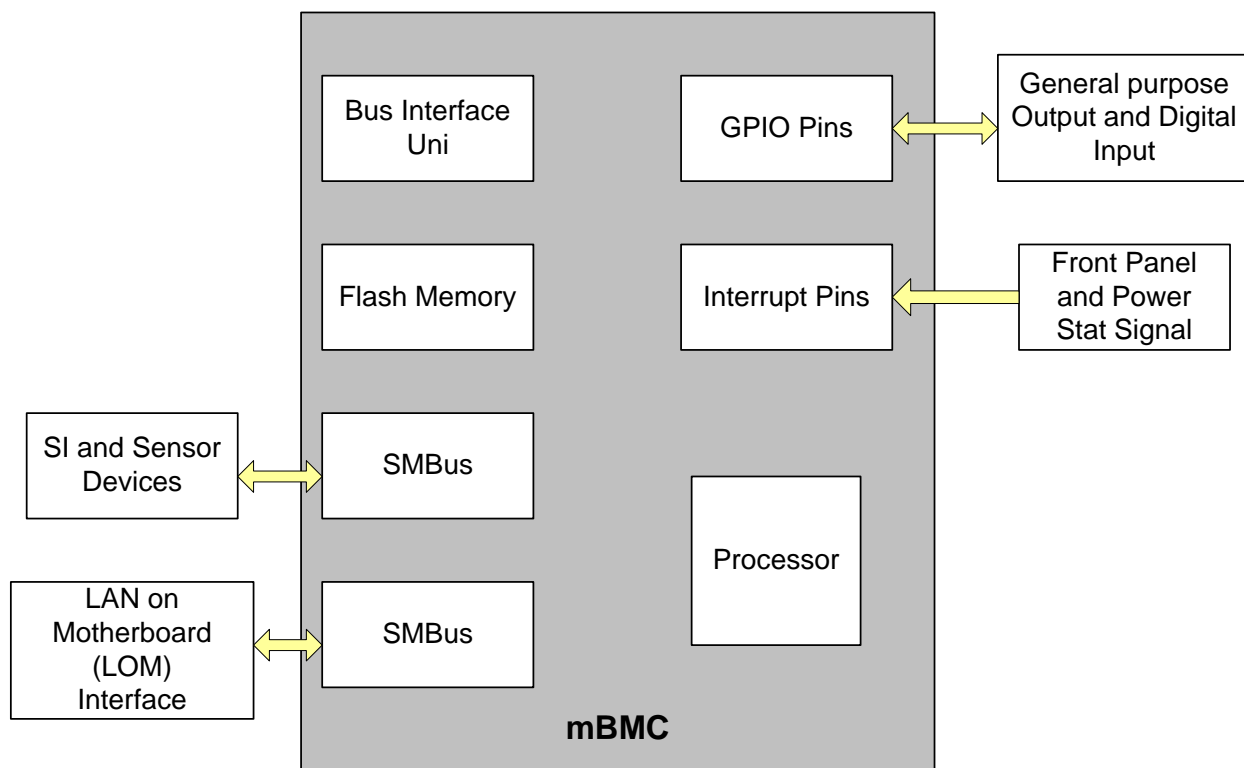 Bus Interface
Uni
GPIO Pins
General purpose
Output and Digital
Input
Flash Memory
Interrupt Pins
Front Panel
and Power
Stat Signal
SI and Sensor
Devices
SMBus
Processor
LAN on
Motherboard
(LOM)
Interface
SMBus
mBMC